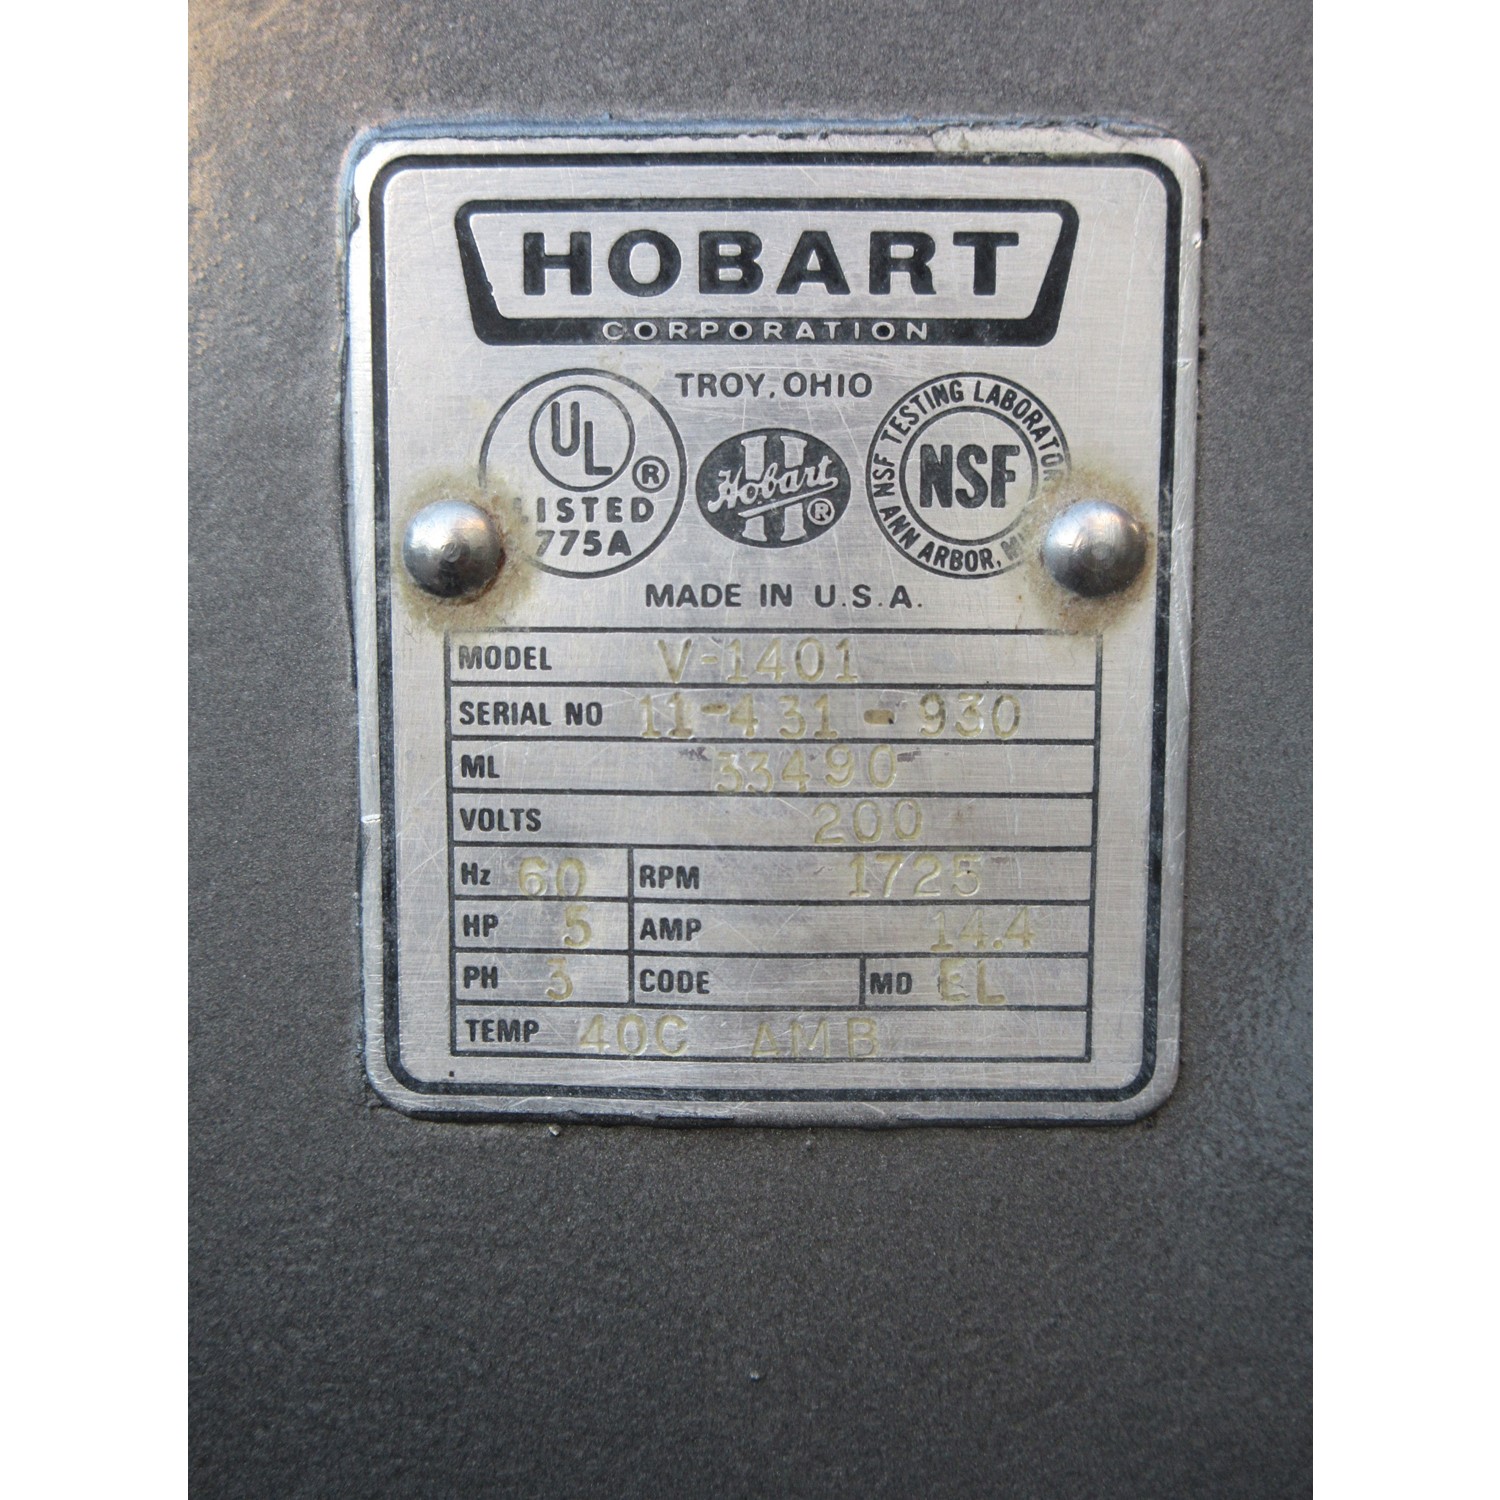 HOBART
CORPORATION
TROY, OHIO
UL ®
LISTED
775A
Hobart ®
NSF TESTING LABORATOR
NSF
ANN ARBOR,
MADE IN U.S.A.
MODEL V-1401
SERIAL NO 11-431-930
ML 33490
VOLTS 200
Hz 60 RPM 1725
HP 5 AMP 14.4
PH 3 CODE MO EL
TEMP 40C AMB